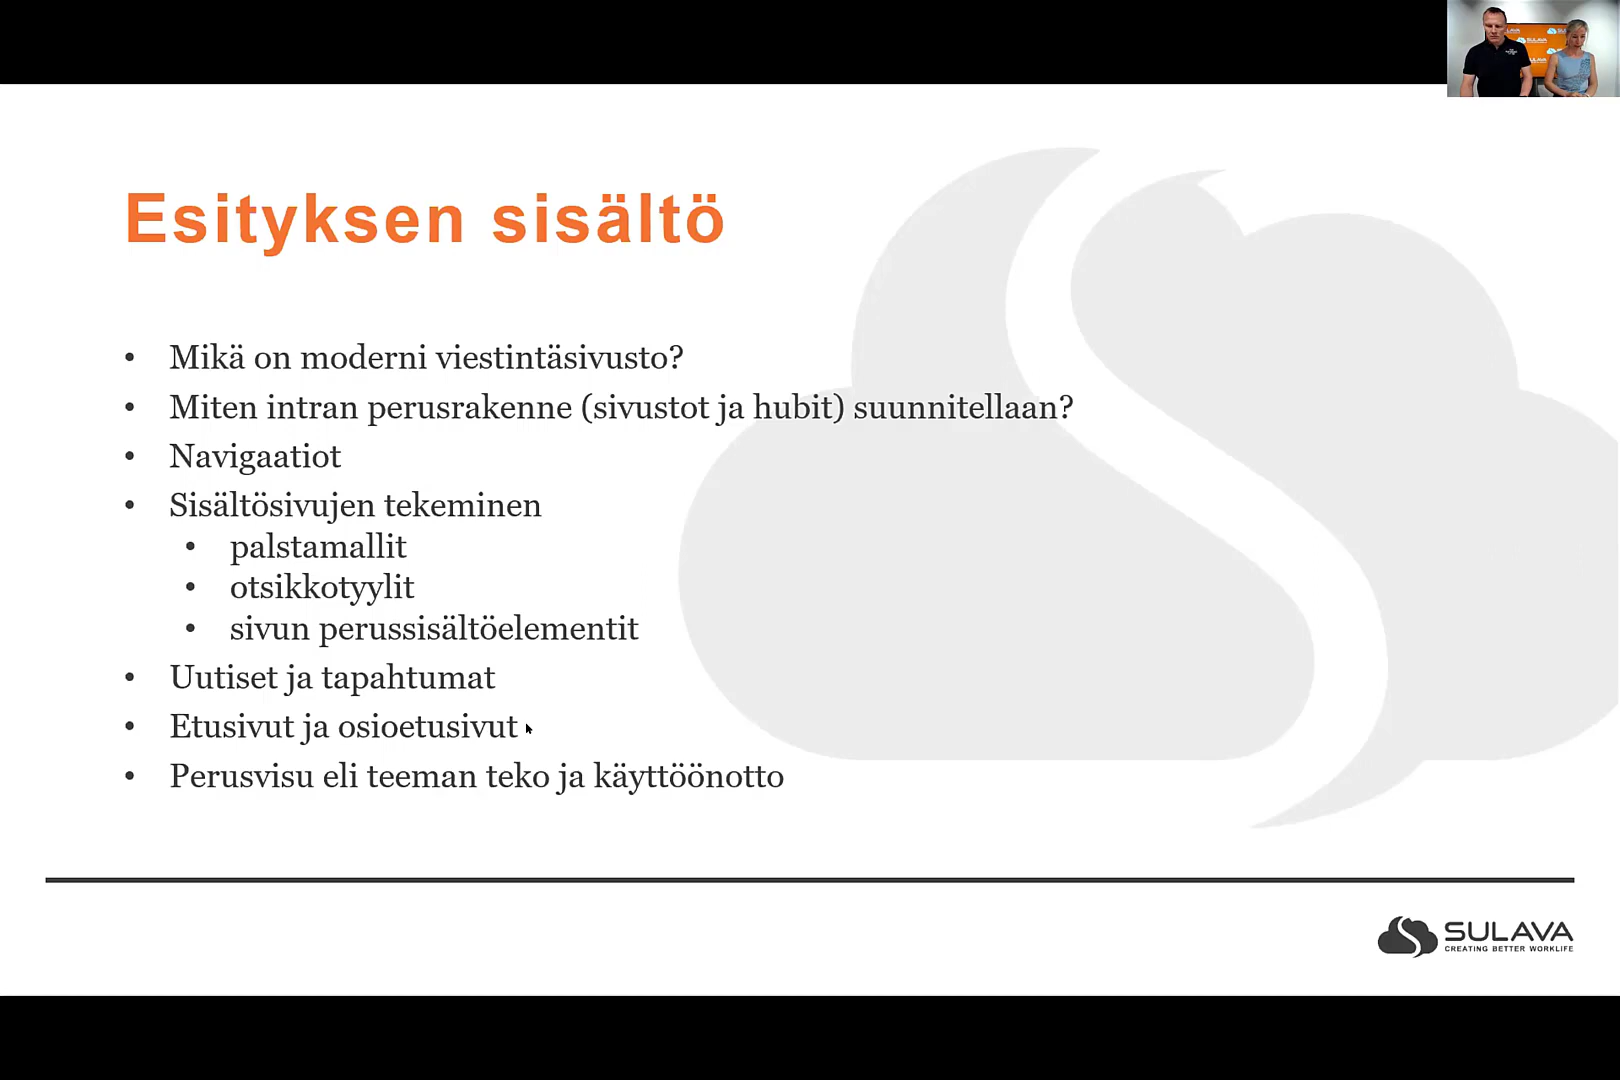 Esityksen sisältö
• Mikä on moderni viestintäsivusto?
• Miten intran perusrakenne (sivustot ja hubit) suunnitellaan?
• Navigaatiot
• Sisältösivujen tekeminen
• palstamallit
• otsikkotyylit
• sivun perussisältöelementit
• Uutiset ja tapahtumat
• Etusivut ja osioetusivut
• Perusvisu eli teeman teko ja käyttöönotto
SULAVA
CREATING BETTER WORKLIFE